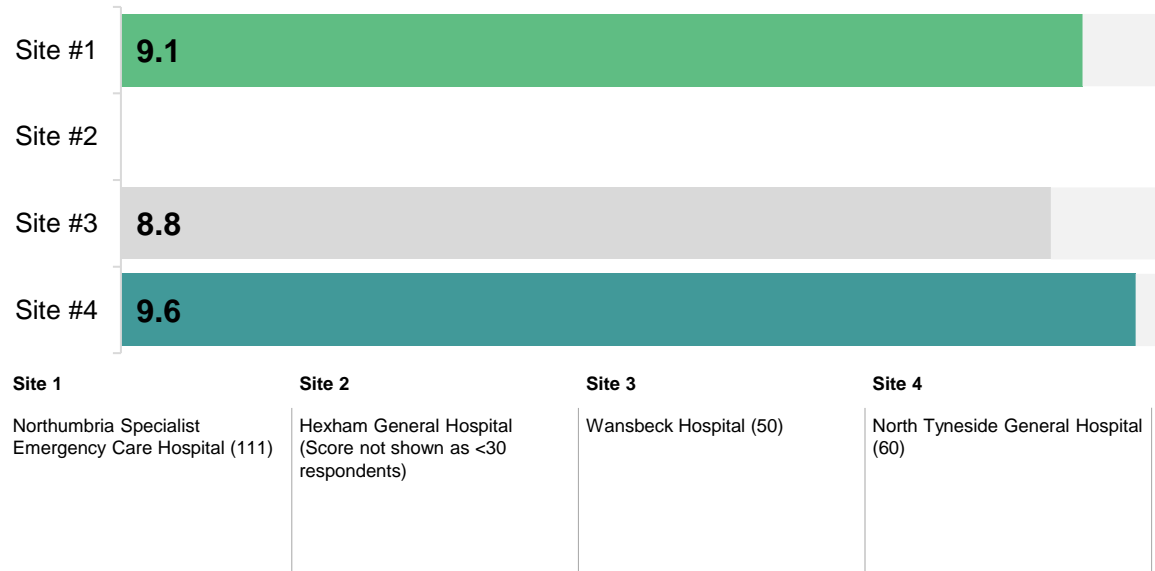 Site #1
9.1
Site #2
Site #3
8.8
Site #4
9.6
Site 1
Northumbria Specialist
Emergency Care Hospital (111)
Site 2
Hexham General Hospital
(Score not shown as <30
respondents)
Site 3
Wansbeck Hospital (50)
Site 4
North Tyneside General Hospital
(60)